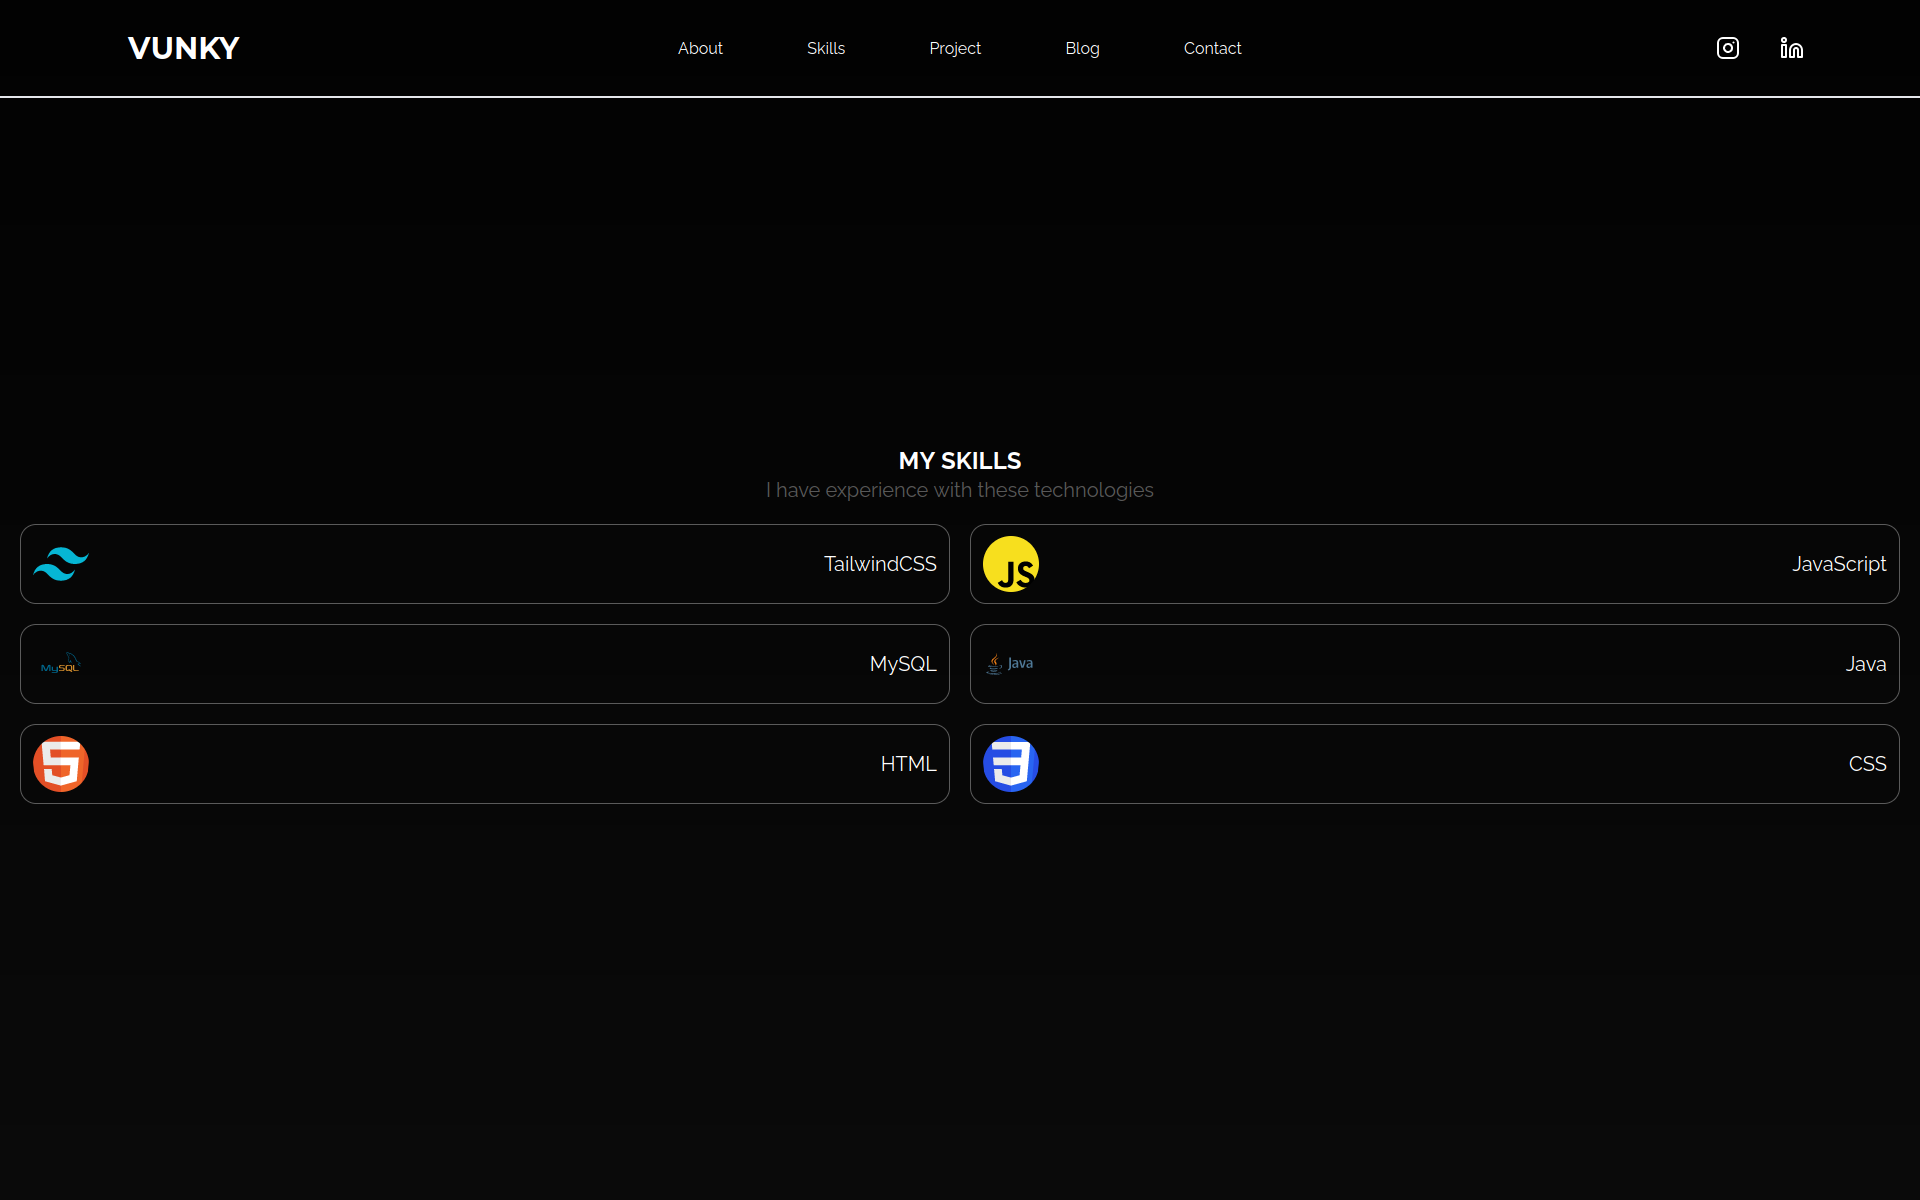 VUNKY
About
Skills
Project
Blog
Contact
MY SKILLS
I have experience with these technologies
TailwindCSS
JS
JavaScript
MySQL
MySQL
Java
Java
HTML
CSS